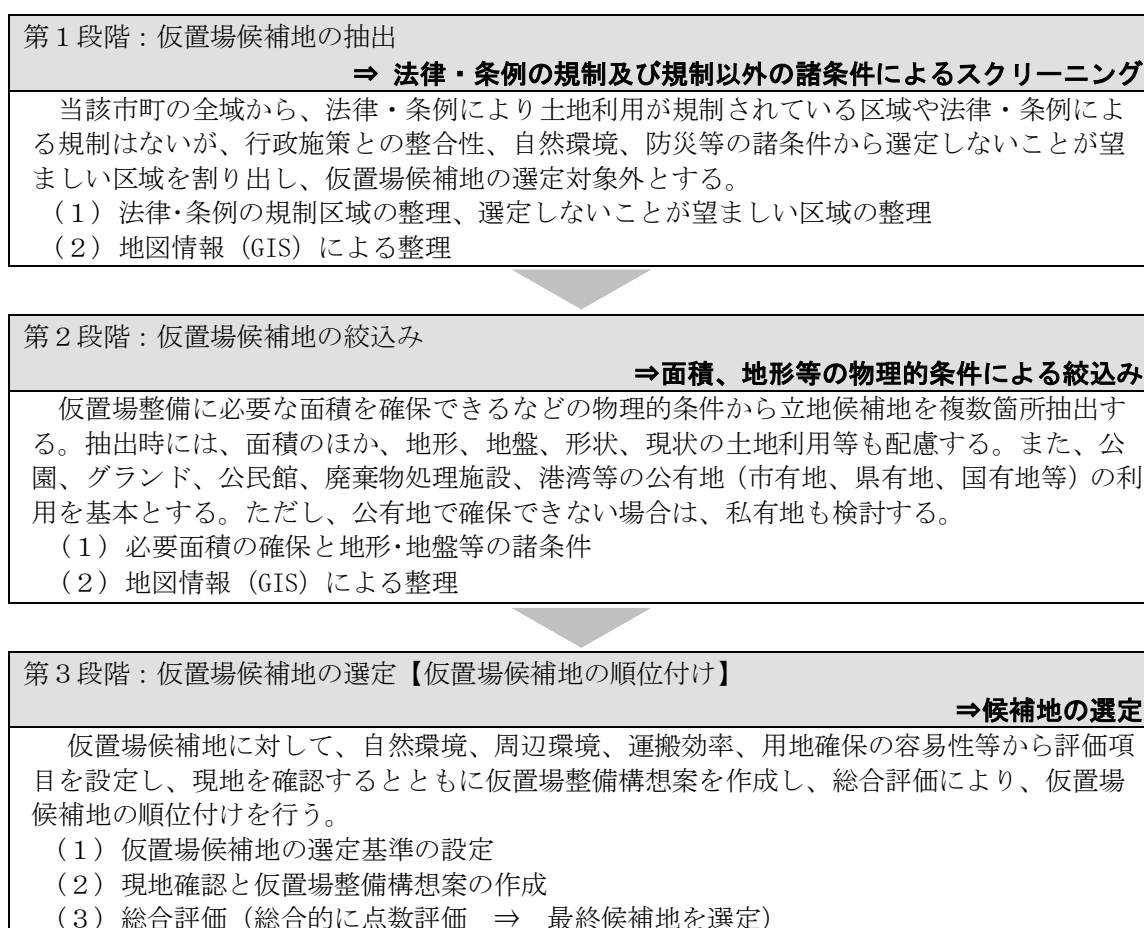 第１段階：仮置場候補地の抽出
⇒ 法律・条例の規制及び規制以外の諸条件によるスクリーニング
当該市町の全域から、法律・条例により土地利用が規制されている区域や法律・条例によ
る規制はないが、行政施策との整合性、自然環境、防災等の諸条件から選定しないことが望
ましい区域を割り出し、仮置場候補地の選定対象外とする。
（１）法律･条例の規制区域の整理、選定しないことが望ましい区域の整理
（２）地図情報（GIS）による整理
第２段階：仮置場候補地の絞込み
⇒面積、地形等の物理的条件による絞込み
仮置場整備に必要な面積を確保できるなどの物理的条件から立地候補地を複数箇所抽出す
る。抽出時には、面積のほか、地形、地盤、形状、現状の土地利用等も配慮する。また、公
園、グランド、公民館、廃棄物処理施設、港湾等の公有地（市有地、県有地、国有地等）の利
用を基本とする。ただし、公有地で確保できない場合は、私有地も検討する。
（１）必要面積の確保と地形･地盤等の諸条件
（２）地図情報（GIS）による整理
第３段階：仮置場候補地の選定【仮置場候補地の順位付け】
⇒候補地の選定
仮置場候補地に対して、自然環境、周辺環境、運搬効率、用地確保の容易性等から評価項
目を設定し、現地を確認するとともに仮置場整備構想案を作成し、総合評価により、仮置場
候補地の順位付けを行う。
（１）仮置場候補地の選定基準の設定
（２）現地確認と仮置場整備構想案の作成
（３）総合評価（総合的に点数評価 ⇒ 最終候補地を選定）